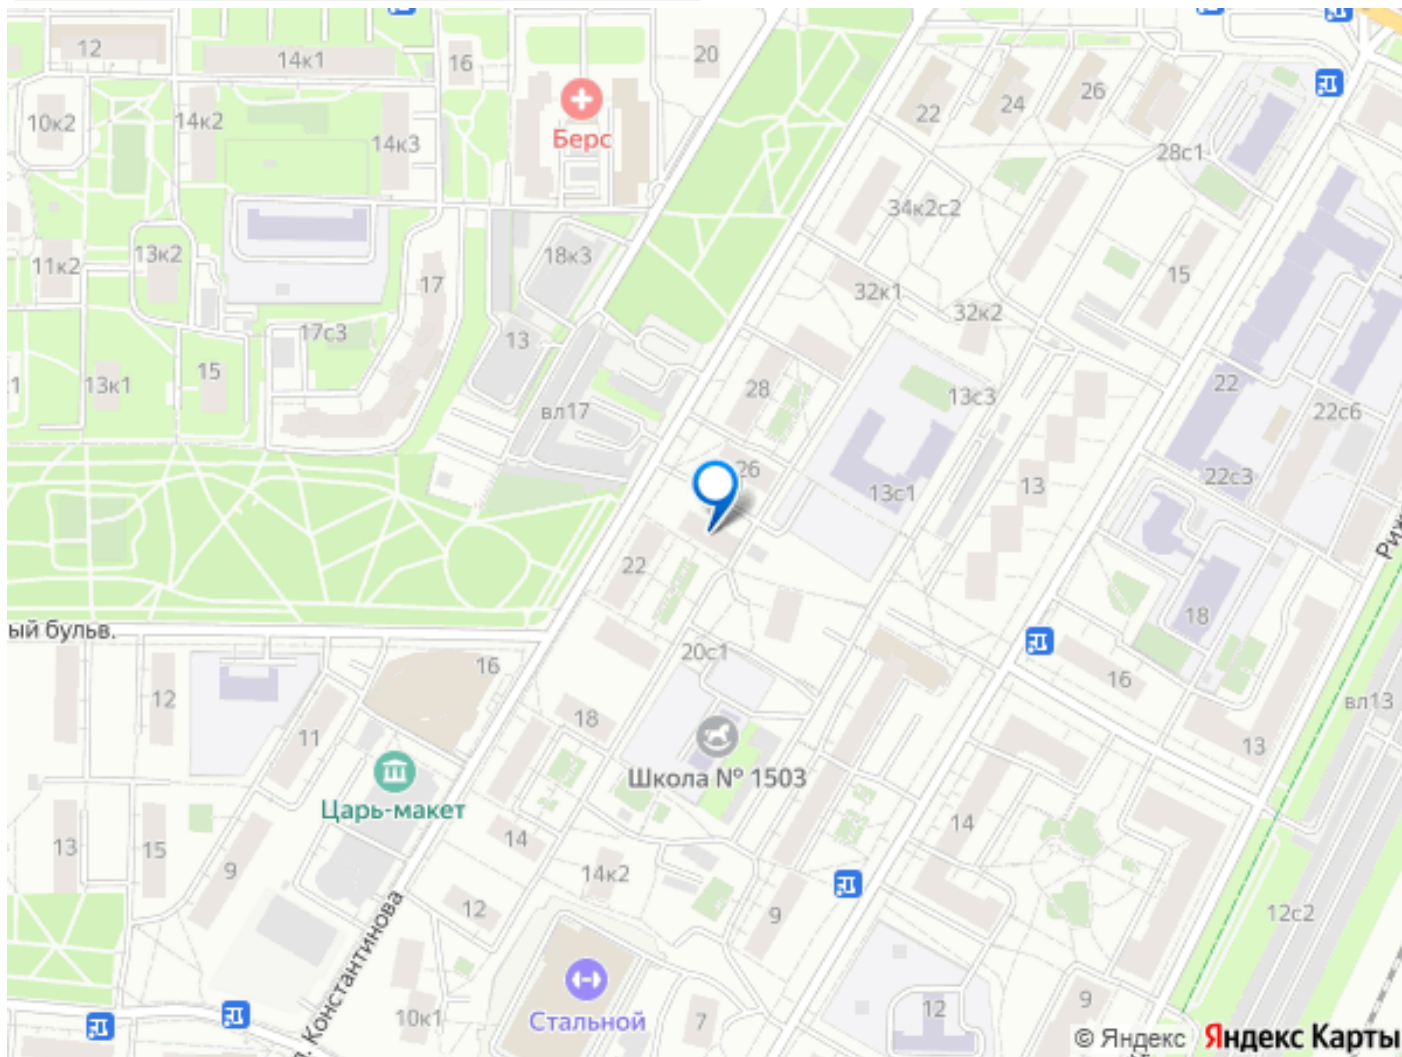 12
14к1
16
20
10к2
14к2
14к3
Берс
22
24
26
28с1
34к2с2
11к2
13к2
17
18к3
15
32к1
32к2
17с3
13
:1
13к1
15
28
13с3
22
22с6
вл17
26
13с1
13
22с3
22
18
ый бульв.
20с1
16
16
12
вл13
11
18
13
Школа № 1503
Царь-макет
13
15
9
14
14к2
14
12
9
12с2
Константинова
10к1
Стальной
7
12
9
© Яндекс Яндекс Карты